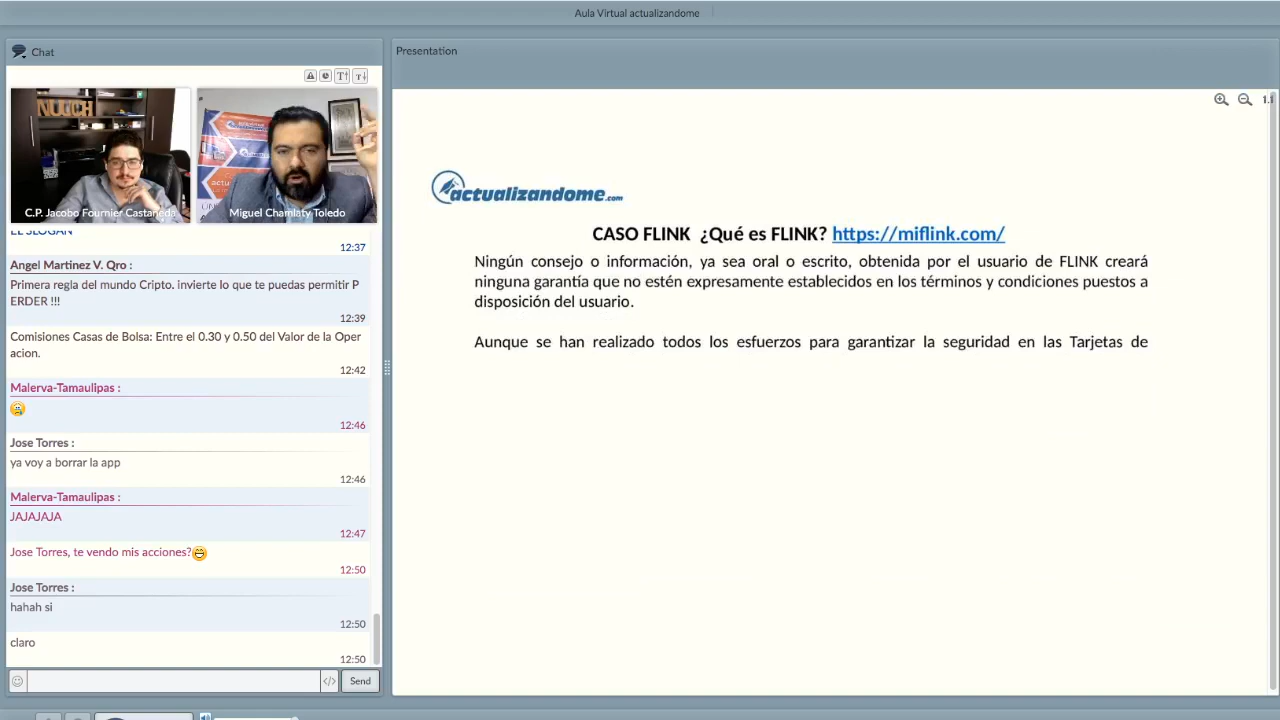 Aula Virtual actualizandome
Chat
NULCH
C.P. Jacobo Fournier Castañeda
Miguel Chamlaty Toledo
EL SLOGAN
12:37
Angel Martinez V. Qro :
Primera regla del mundo Cripto. invierte lo que te puedas permitir P
ERDER !!!
12:39
Comisiones Casas de Bolsa: Entre el 0.30 y 0.50 del Valor de la Oper
acion.
12:42
Malerva-Tamaulipas :
12:46
Jose Torres :
ya voy a borrar la app
12:46
Malerva-Tamaulipas :
JAJAJAJA
12:47
Jose Torres, te vendo mis acciones?
12:50
Jose Torres :
hahah si
12:50
claro
12:50
Send
Presentation
actualizandome.com
CASO FLINK ¿Qué es FLINK? https://miflink.com/
Ningún consejo o información, ya sea oral o escrito, obtenida por el usuario de FLINK creará
ninguna garantía que no estén expresamente establecidos en los términos y condiciones puestos a
disposición del usuario.
Aunque se han realizado todos los esfuerzos para garantizar la seguridad en las Tarjetas de